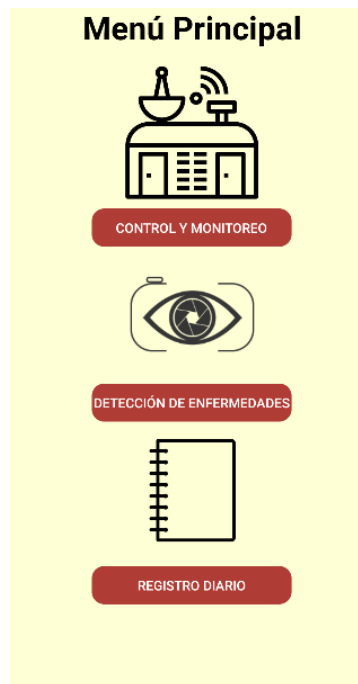 Menú Principal
CONTROL Y MONITOREO
DETECCIÓN DE ENFERMEDADES
REGISTRO DIARIO